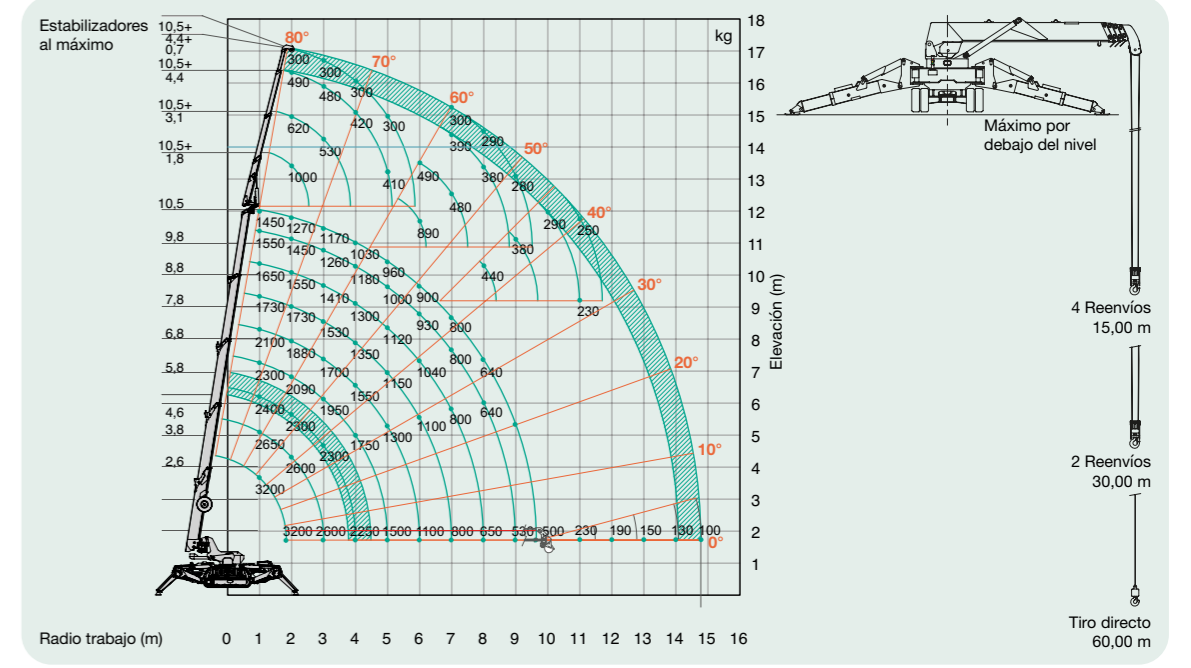 Estabilizadores
al máximo
10,5+
4,4+
0,7
10,5+
4,4
10,5+
3,1
10,5+
1,8
10,5
9,8
8,8
7,8
6,8
5,8
4,6
3,8
2,6
kg
80°
70°
60°
50°
40°
30°
20°
10°
0°
300 300 300 300 300 290 280 250
490 480 420 410 390 380 290
620 530 490 480 380 230
1000 890 440
1450 1270 1170 1030 960 900 800 640
1550 1450 1260 1180 1000 930 800 640
1650 1550 1410 1300 1120 1040 800
1730 1730 1530 1350 1150 1100
2100 1880 1700 1550 1300
2300 2090 1950 1750
2400 2300 2300
2650 2600
3200
3200 2600 2250 1500 1100 800 650 530 500 230 190 150 130 100
18
17
16
15
14
13
12
11
10
9
8
7
6
5
4
3
2
1
Elevación (m)
Radio trabajo (m) 0 1 2 3 4 5 6 7 8 9 10 11 12 13 14 15 16
Máximo por
debajo del nivel
4 Reenvíos
15,00 m
2 Reenvíos
30,00 m
Tiro directo
60,00 m